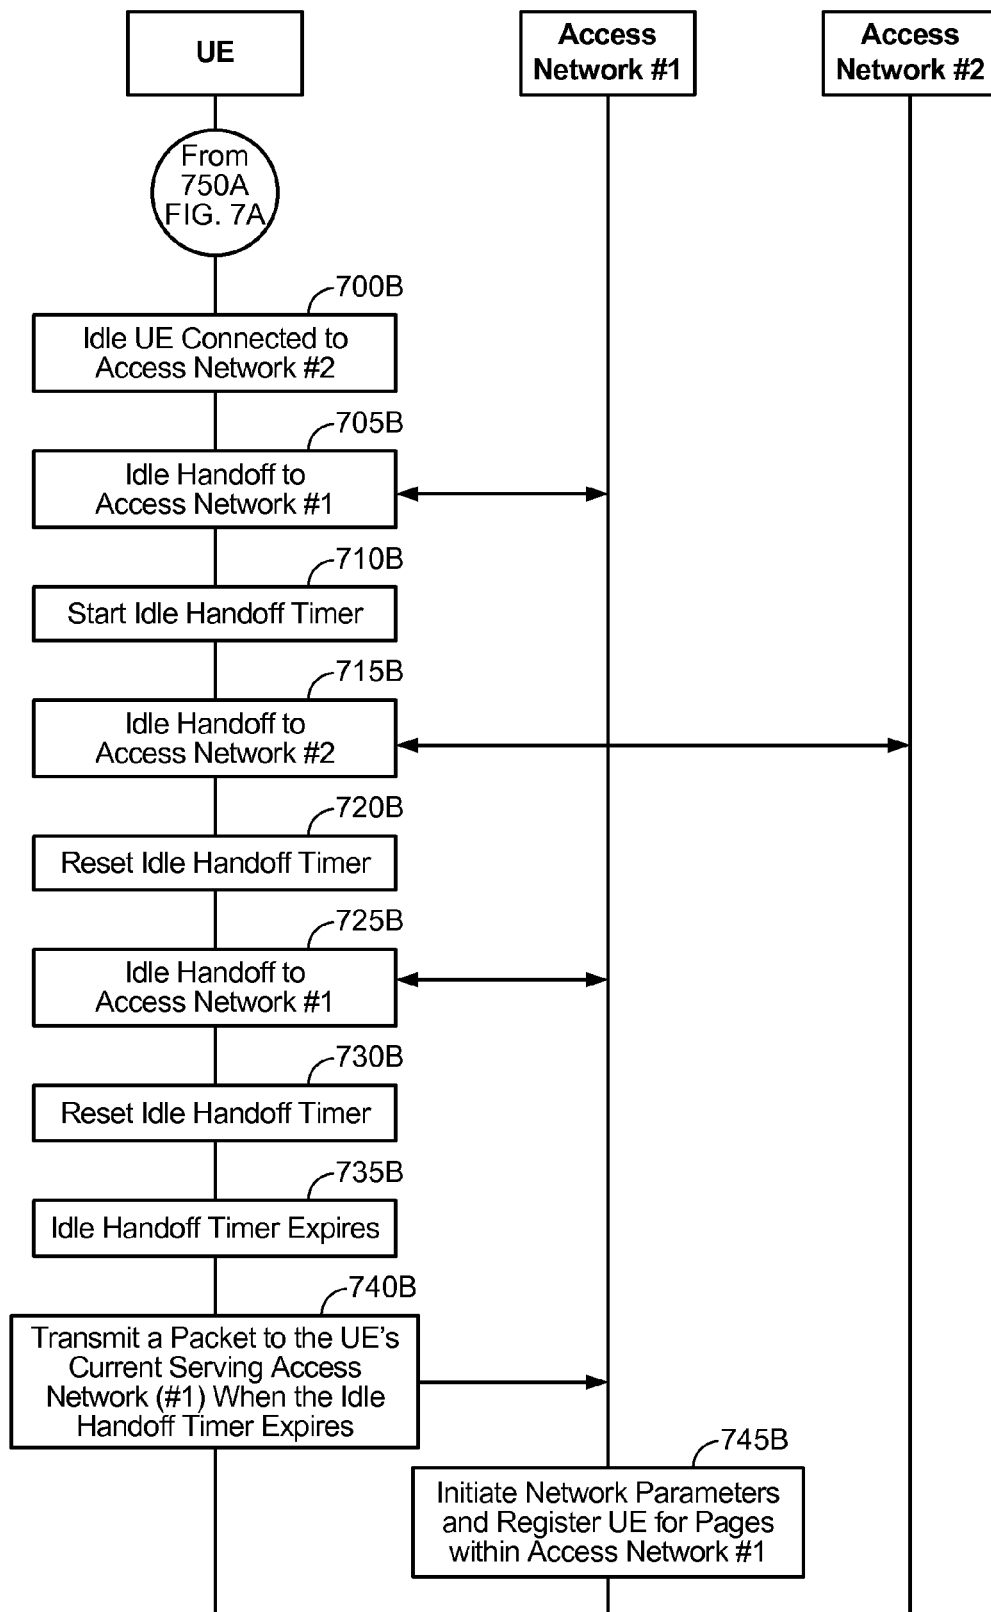 UE
Access
Network #1
Access
Network #2
From
750A
FIG. 7A
700B
Idle UE Connected to
Access Network #2
705B
Idle Handoff to
Access Network #1
710B
Start Idle Handoff Timer
715B
Idle Handoff to
Access Network #2
720B
Reset Idle Handoff Timer
725B
Idle Handoff to
Access Network #1
730B
Reset Idle Handoff Timer
735B
Idle Handoff Timer Expires
740B
Transmit a Packet to the UE’s
Current Serving Access
Network (#1) When the Idle
Handoff Timer Expires
745B
Initiate Network Parameters
and Register UE for Pages
within Access Network #1